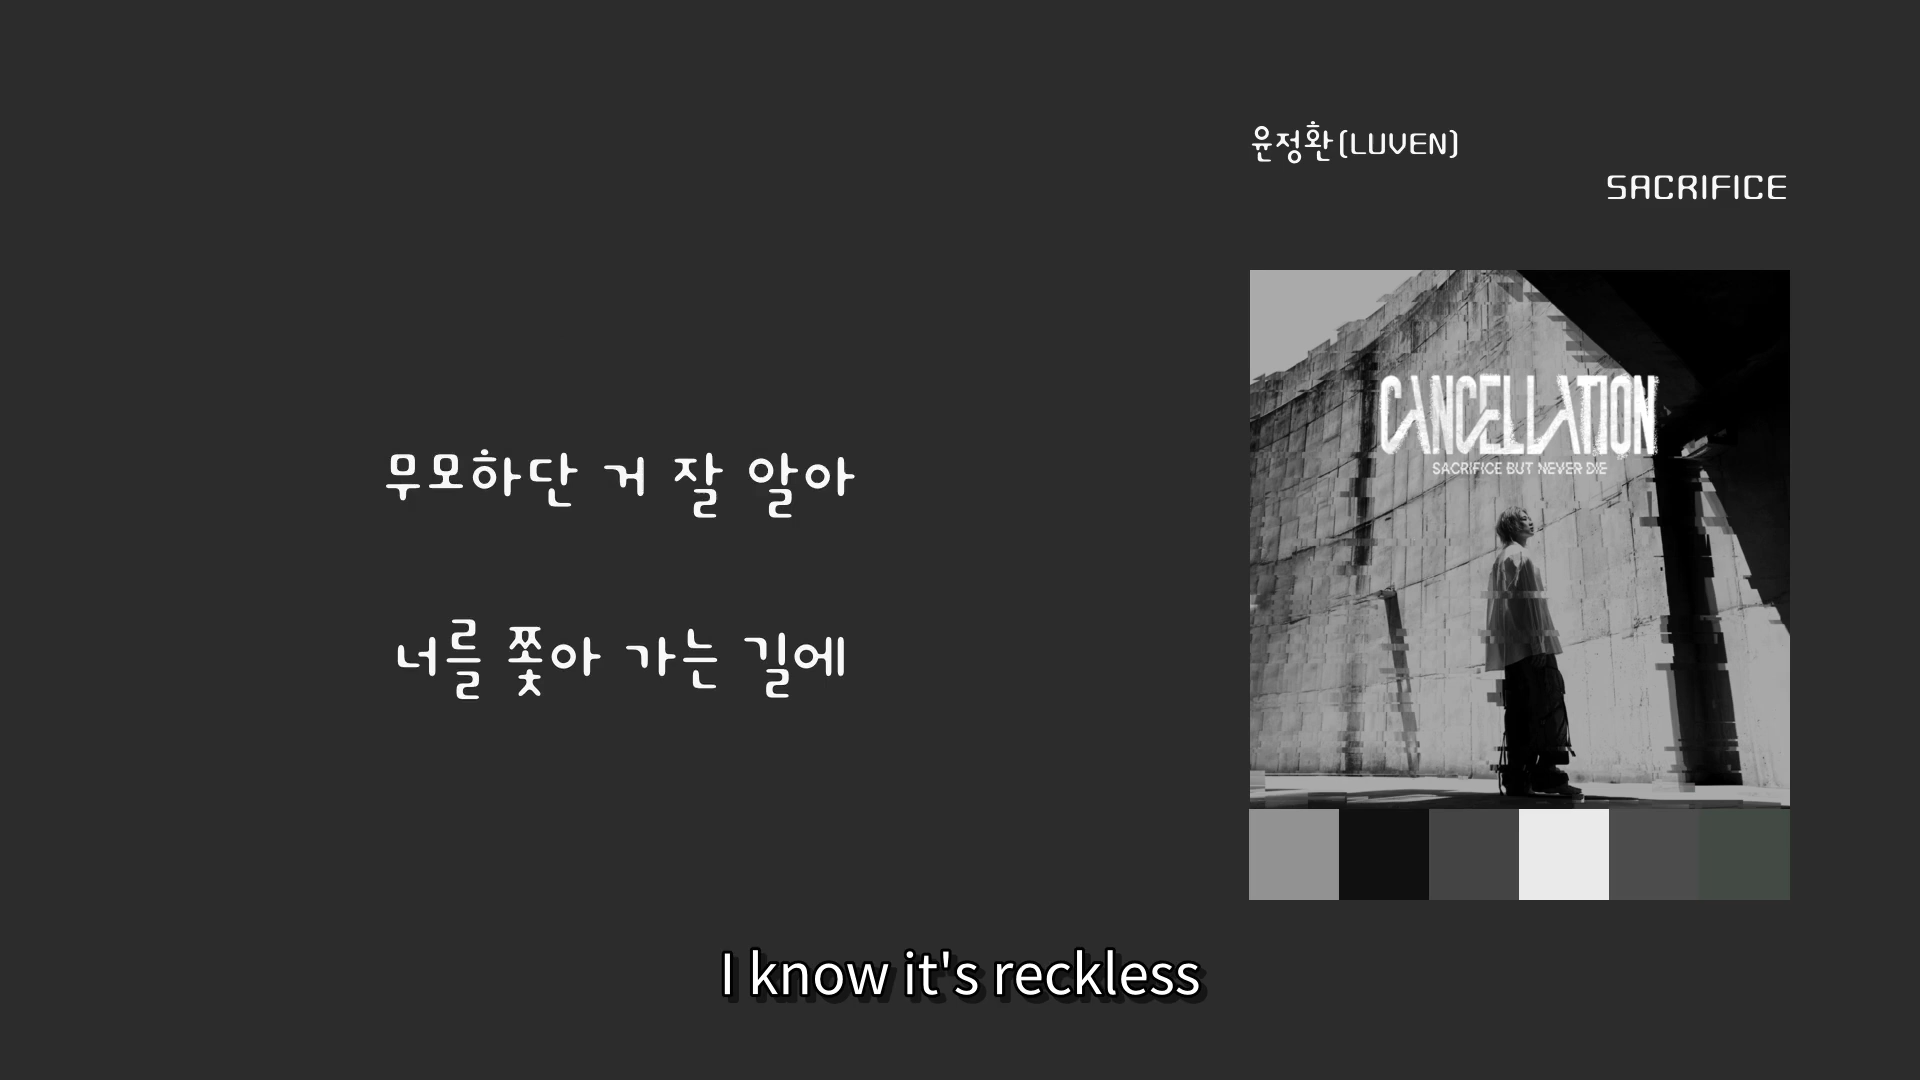 윤정환(LUVEN)
SACRIFICE
CANCELLATION
SACRIFICE BUT NEVER DIE
무모하단 거 잘 알아
너를 쫓아 가는 길에
I know it's reckless